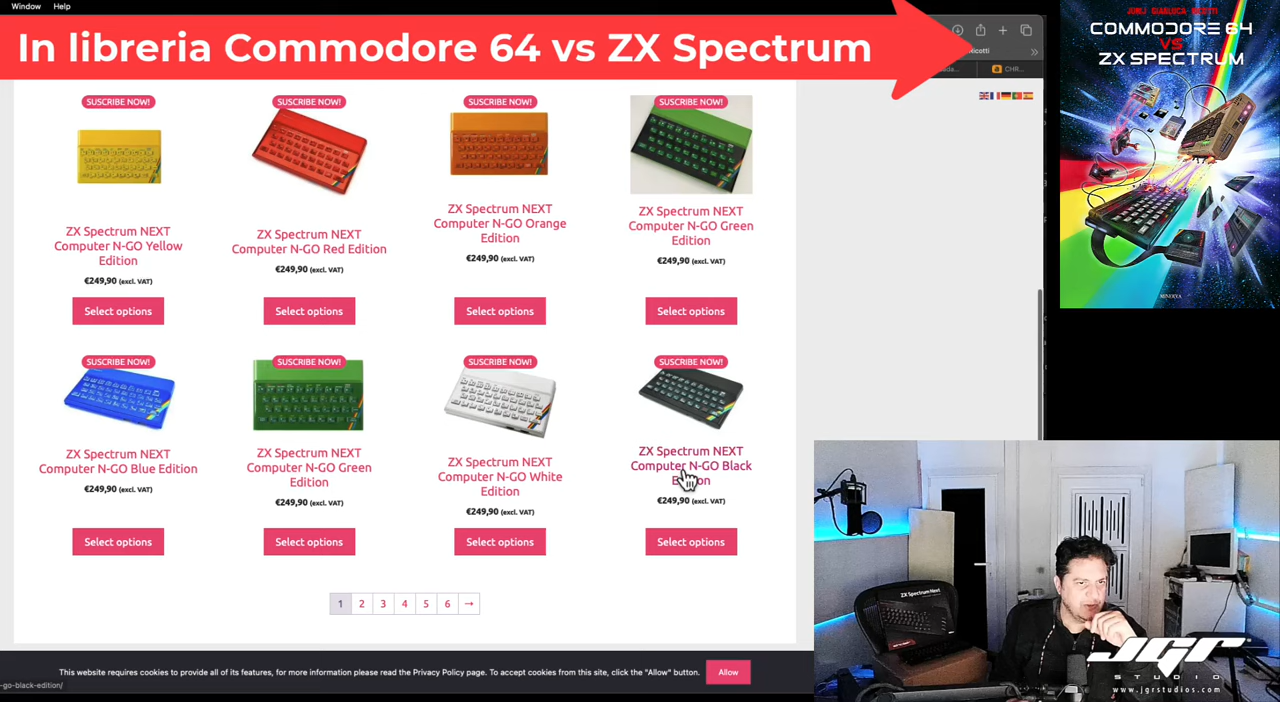 Window Help
In libreria Commodore 64 vs ZX Spectrum
CHR...
»
SUSCRIBE NOW!
SUSCRIBE NOW!
SUSCRIBE NOW!
SUSCRIBE NOW!
ZX Spectrum NEXT
Computer N-GO Yellow
Edition
€249,90 (excl. VAT)
Select options
ZX Spectrum NEXT
Computer N-GO Red Edition
€249,90 (excl. VAT)
Select options
ZX Spectrum NEXT
Computer N-GO Orange
Edition
€249,90 (excl. VAT)
Select options
ZX Spectrum NEXT
Computer N-GO Green
Edition
€249,90 (excl. VAT)
Select options
SUSCRIBE NOW!
SUSCRIBE NOW!
SUSCRIBE NOW!
SUSCRIBE NOW!
ZX Spectrum NEXT
Computer N-GO Blue Edition
€249,90 (excl. VAT)
Select options
ZX Spectrum NEXT
Computer N-GO Green
Edition
€249,90 (excl. VAT)
Select options
ZX Spectrum NEXT
Computer N-GO White
Edition
€249,90 (excl. VAT)
Select options
ZX Spectrum NEXT
Computer N-GO Black
€249,90 (excl. VAT)
Select options
1 2 3 4 5 6 →
This website requires cookies to provide all of its features, for more information please read the Privacy Policy page. To accept cookies from this site, click the "Allow" button.
Allow
-go-black-edition/
COMMODORE 64
VS
ZX SPECTRUM
MINERVA
ZX Spectrum Next
JGR
STUDIO
www.jgrstudios.com